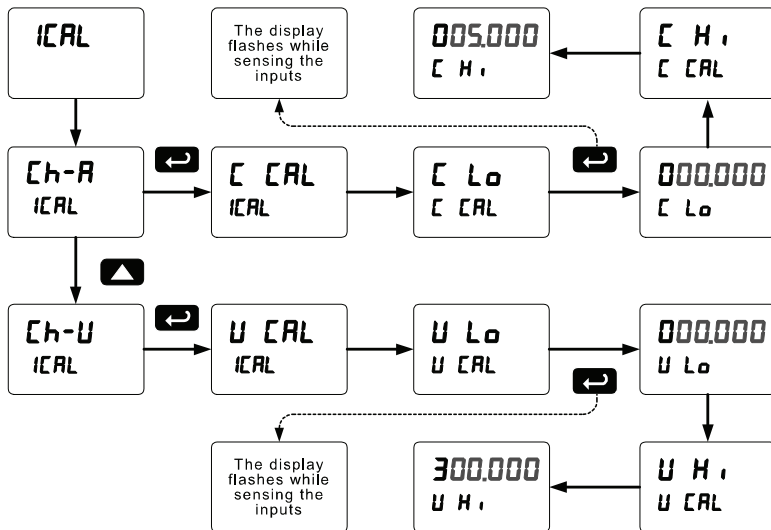 ICAL
The display
flashes while
sensing the
inputs
005.000
C Hi
C Hi
C CAL
Ch-A
ICAL
C CAL
ICAL
C Lo
C CAL
000.000
C Lo
Ch-U
ICAL
U CAL
ICAL
U Lo
U CAL
000.000
U Lo
The display
flashes while
sensing the
inputs
300.000
U Hi
U Hi
U CAL